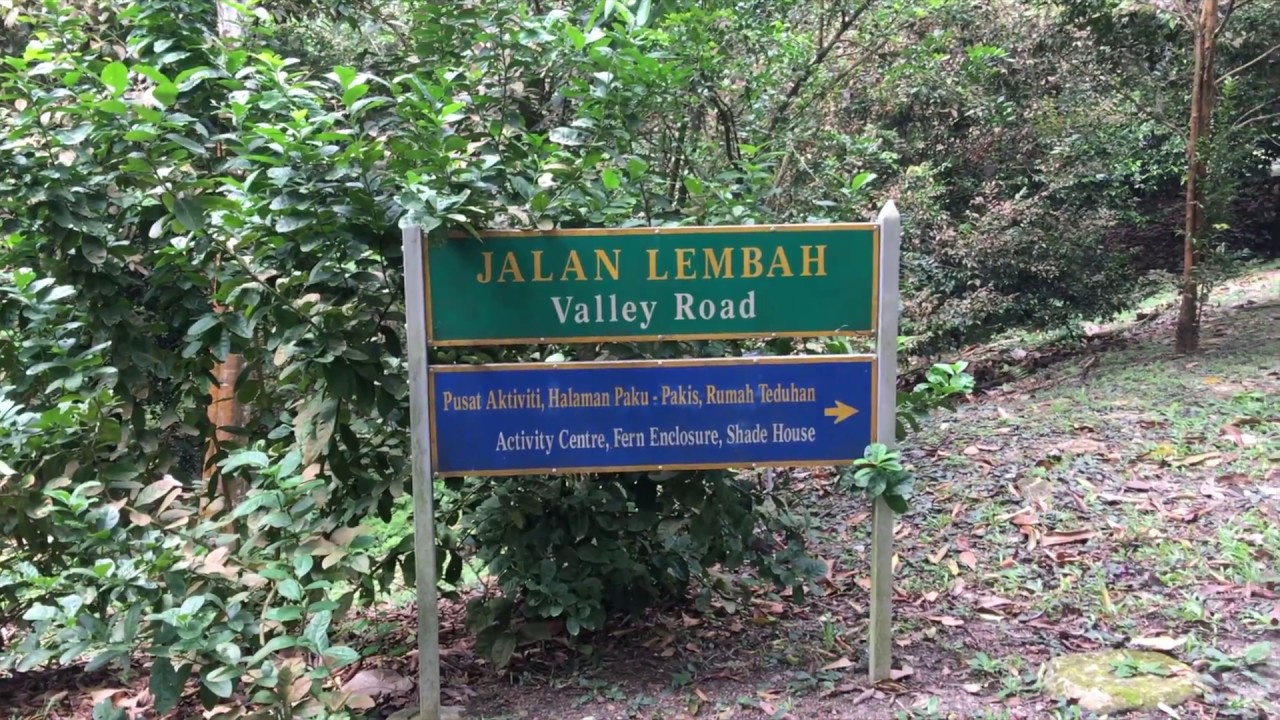 JALAN LEMBAH
Valley Road
Pusat Aktiviti, Halaman Paku - Pakis, Rumah Teduhan
Activity Centre, Fern Enclosure, Shade House